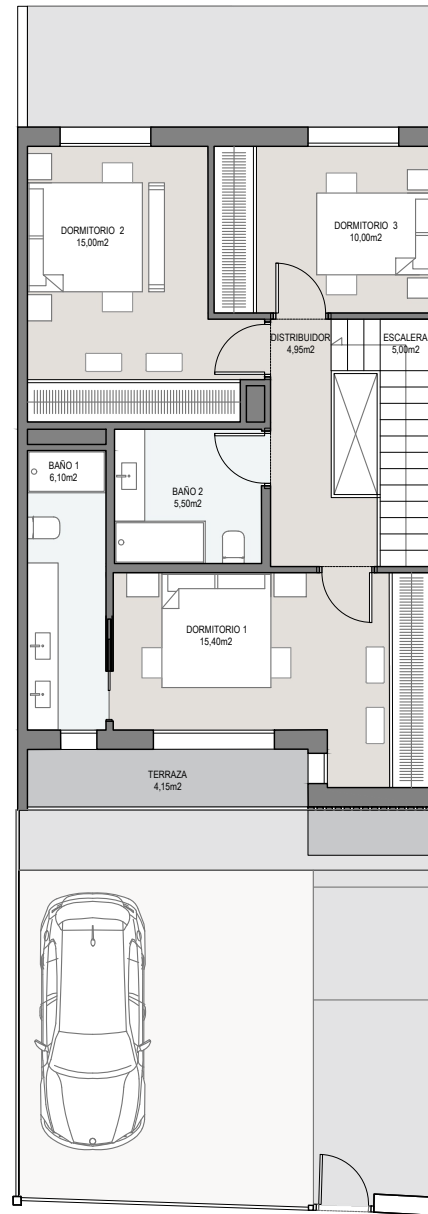 DORMITORIO 2
15,00m2
DORMITORIO 3
10,00m2
DISTRIBUIDOR
4,95m2
ESCALERA
5,00m2
BAÑO 1
6,10m2
BAÑO 2
5,50m2
DORMITORIO 1
15,40m2
TERRAZA
4,15m2